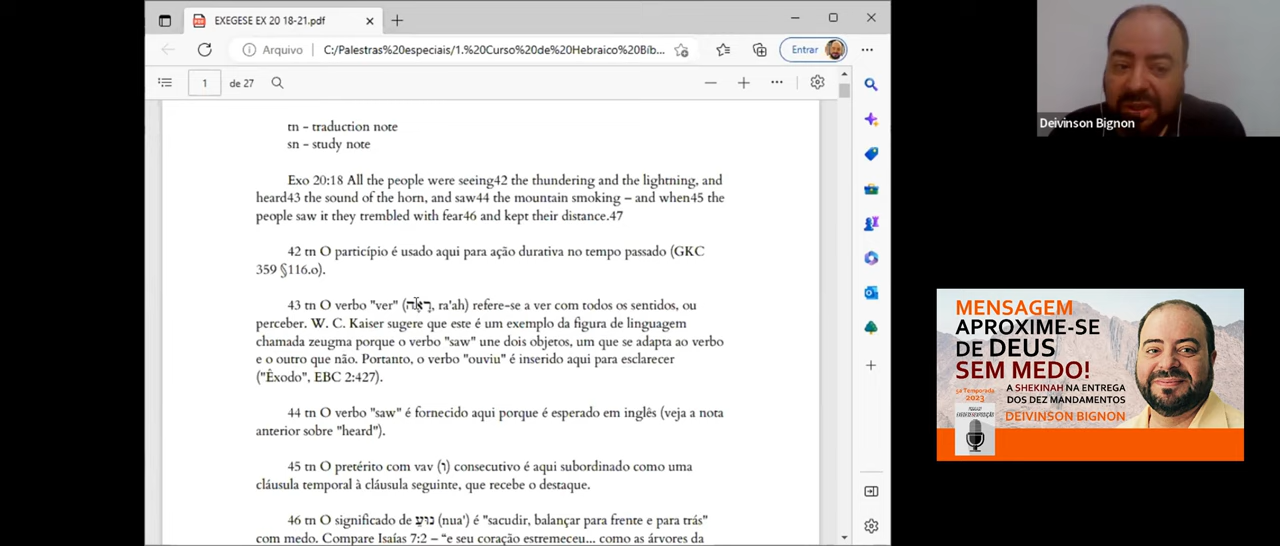 EXEGESE EX 20 18-21.pdf
Arquivo
C:/Palestras%20especiais/1.%20Curso%20de%20Hebraico%20Bíb...
Entrar
1
de 27
tn - traduction note
sn - study note
Exo 20:18 All the people were seeing42 the thundering and the lightning, and
heard43 the sound of the horn, and saw44 the mountain smoking – and when45 the
people saw it they trembled with fear46 and kept their distance.47
42 tn O particípio é usado aqui para ação durativa no tempo passado (GKC
359 §116.o).
43 tn O verbo "ver" (רָאָה, ra'ah) refere-se a ver com todos os sentidos, ou
perceber. W. C. Kaiser sugere que este é um exemplo da figura de linguagem
chamada zeugma porque o verbo "saw" une dois objetos, um que se adapta ao verbo
e o outro que não. Portanto, o verbo "ouviu" é inserido aqui para esclarecer
("Êxodo", EBC 2:427).
44 tn O verbo "saw" é fornecido aqui porque é esperado em inglês (veja a nota
anterior sobre "heard").
45 tn O pretérito com vav (ו) consecutivo é aqui subordinado como uma
cláusula temporal à cláusula seguinte, que recebe o destaque.
46 tn O significado de נוּעַ (nua') é "sacudir, balançar para frente e para trás"
com medo. Compare Isaías 7:2 – "e seu coração estremeceu... como as árvores da
Deivinson Bignon
MENSAGEM
APROXIME-SE
DE DEUS
SEM MEDO!
A SHEKINAH NA ENTREGA
DOS DEZ MANDAMENTOS
DEIVINSON BIGNON
2023